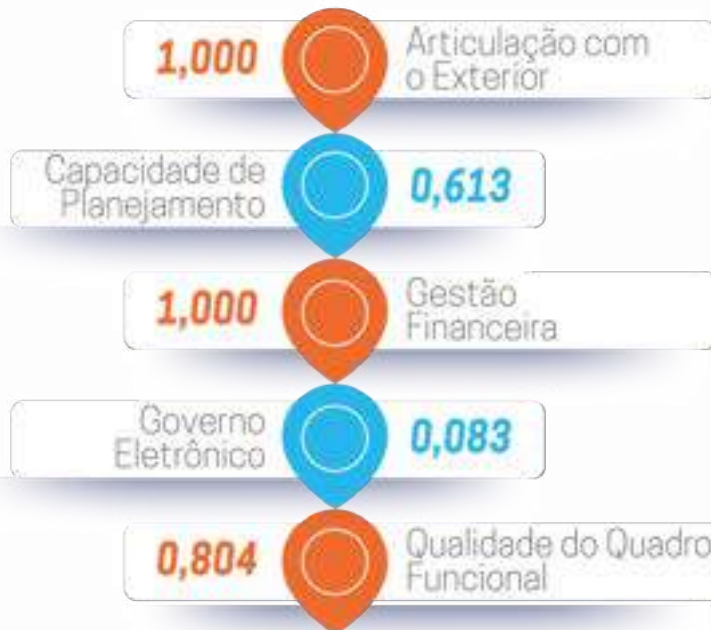 1,000
Articulação com
o Exterior
Capacidade de
Planejamento
0,613
1,000
Gestão
Financeira
Governo
Eletrônico
0,083
0,804
Qualidade do Quadro
Funcional